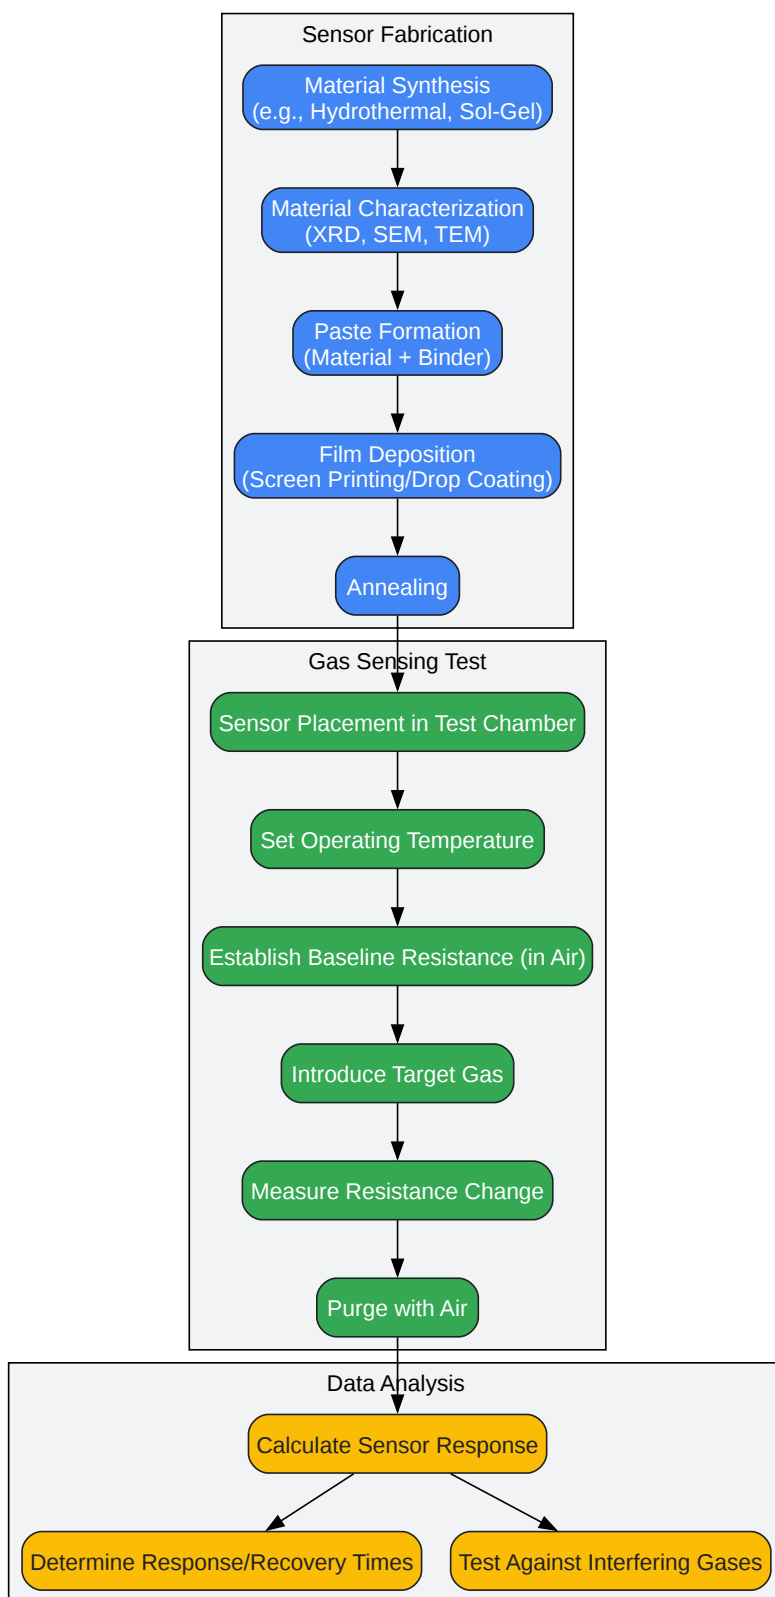 Sensor Fabrication
Material Synthesis
(e.g., Hydrothermal, Sol-Gel)
Material Characterization
(XRD, SEM, TEM)
Paste Formation
(Material + Binder)
Film Deposition
(Screen Printing/Drop Coating)
Annealing
Gas Sensing Test
Sensor Placement in Test Chamber
Set Operating Temperature
Establish Baseline Resistance (in Air)
Introduce Target Gas
Measure Resistance Change
Purge with Air
Data Analysis
Calculate Sensor Response
Determine Response/Recovery Times
Test Against Interfering Gases